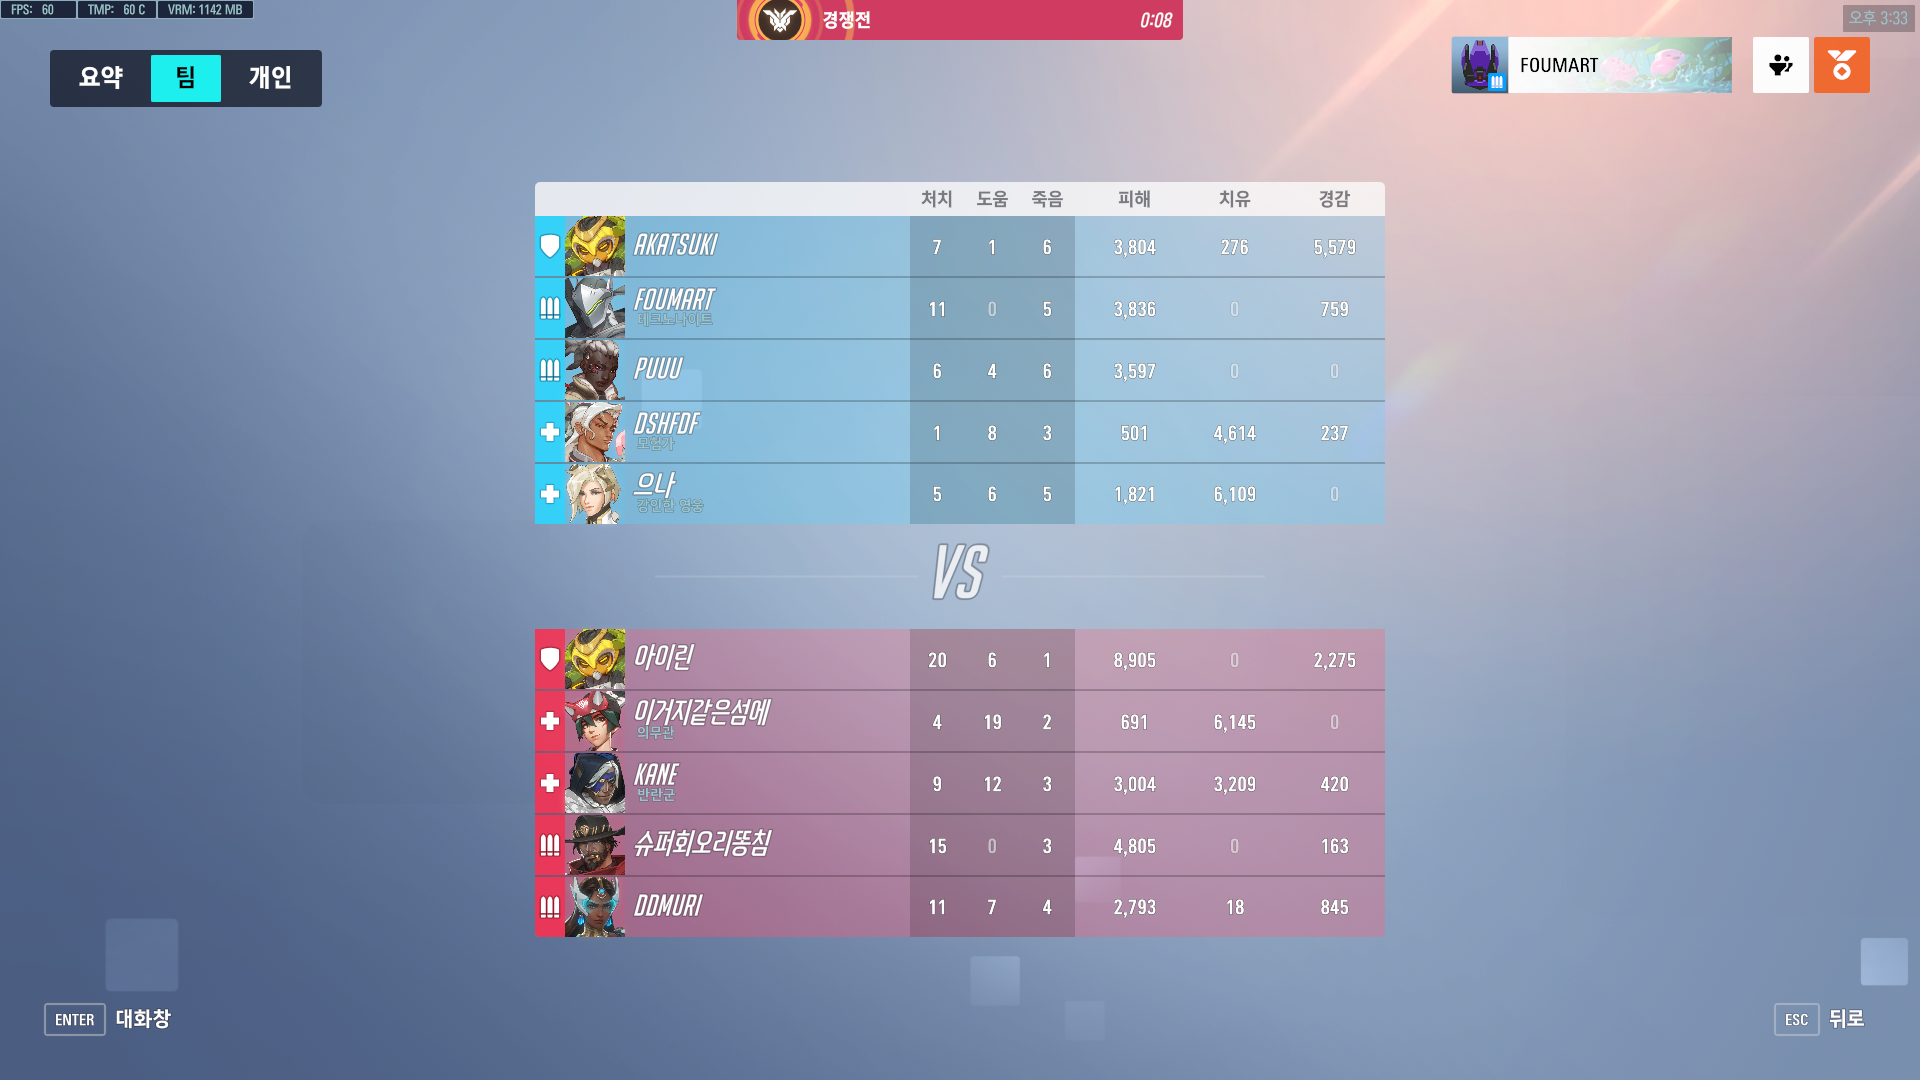 FPS: 60 TMP: 60 C VRM: 1142 MB
경쟁전 0:08
오후 3:33
요약 팀 개인
FOUMART
처치 도움 죽음 피해 치유 경감
AKATSUKI 7 1 6 3,804 276 5,579
FOUMART 11 0 5 3,836 0 759
테크노나이트
PUUU 6 4 6 3,597 0 0
DSHFDF 1 8 3 501 4,614 237
모험가
으나 5 6 5 1,821 6,109 0
강인한 영웅
VS
아이린 20 6 1 8,905 0 2,275
이거지같은섬에 4 19 2 691 6,145 0
의무관
KANE 9 12 3 3,004 3,209 420
반란군
슈퍼회오리똥침 15 0 3 4,805 0 163
DDMURI 11 7 4 2,793 18 845
ENTER 대화창
ESC 뒤로